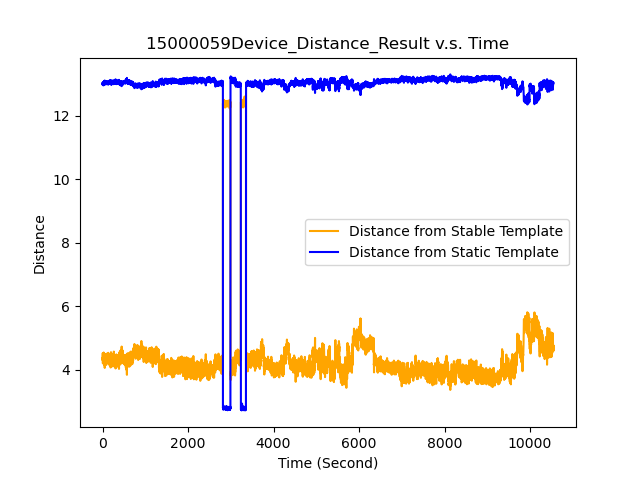 15000059Device_Distance_Result v.s. Time
Distance
12
10
8
6
4
Distance from Stable Template
Distance from Static Template
0 2000 4000 6000 8000 10000
Time (Second)